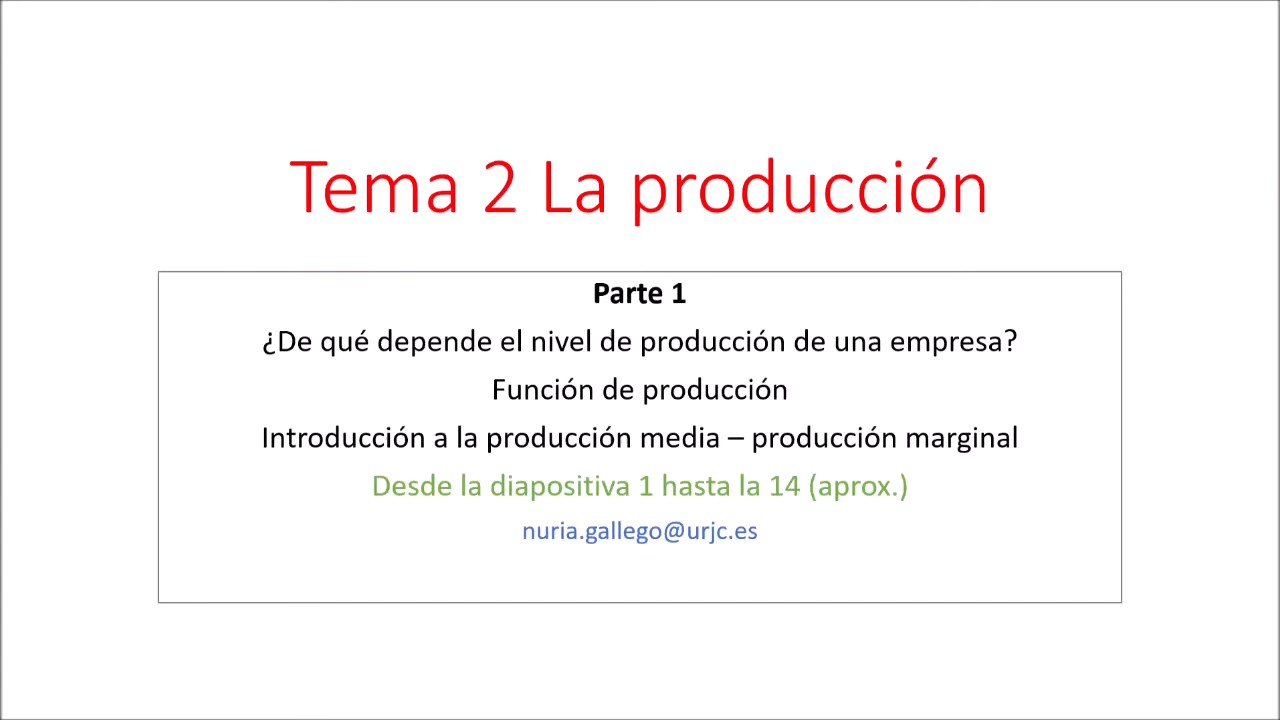 Tema 2 La producción
Parte 1
¿De qué depende el nivel de producción de una empresa?
Función de producción
Introducción a la producción media – producción marginal
Desde la diapositiva 1 hasta la 14 (aprox.)
nuria.gallego@urjc.es